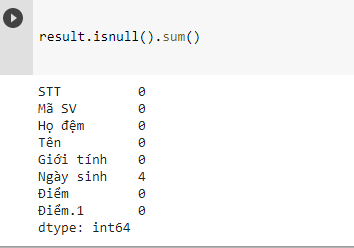 result.isnull().sum()
STT 0
Mã SV 0
Họ đệm 0
Tên 0
Giới tính 0
Ngày sinh 4
Điểm 0
Điểm.1 0
dtype: int64